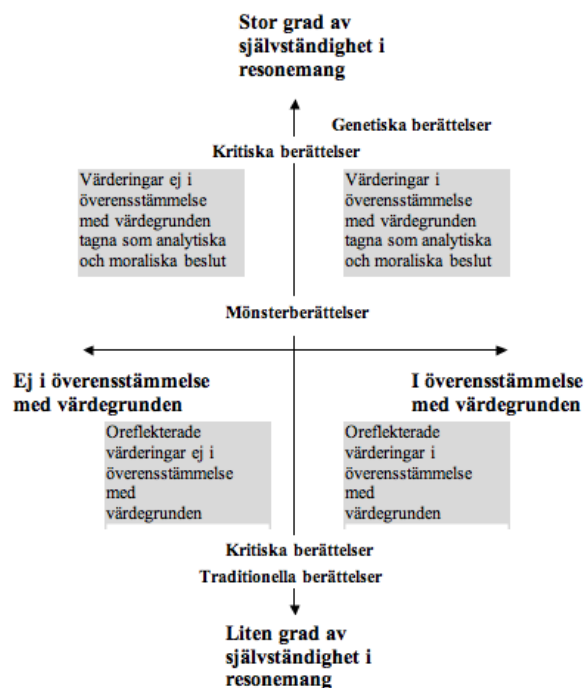 Stor grad av
självständighet i
resonemang
Genetiska berättelser
Kritiska berättelser
Värderingar ej i
överensstämmelse
med värdegrunden
tagna som analytiska
och moraliska beslut
Värderingar i
överensstämmelse
med värdegrunden
tagna som analytiska
och moraliska beslut
Mönsterberättelser
Ej i överensstämmelse
med värdegrunden
I överensstämmelse
med värdegrunden
Oreflekterade
värderingar ej i
överensstämmelse
med
värdegrunden
Oreflekterade
värderingar i
överensstämmelse
med
värdegrunden
Kritiska berättelser
Traditionella berättelser
Liten grad av
självständighet i
resonemang